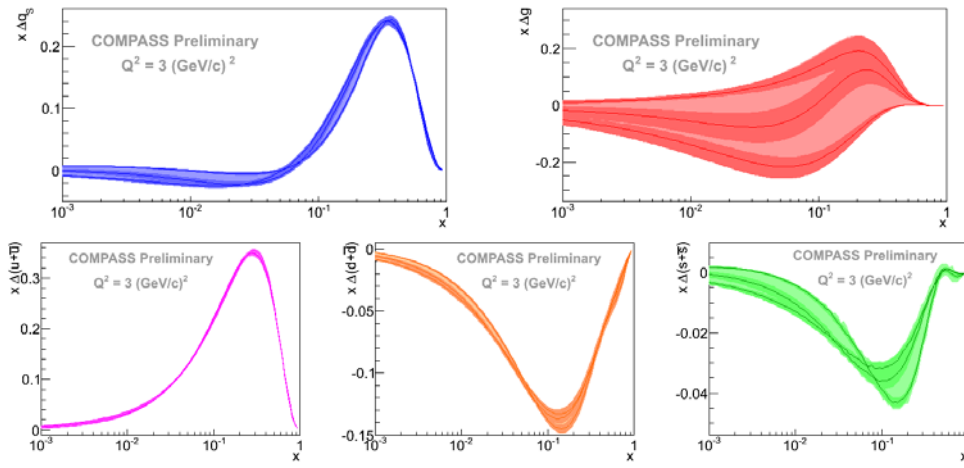 x Δq_S
COMPASS Preliminary
Q² = 3 (GeV/c)²
0.2
0.1
0
10⁻³
10⁻²
10⁻¹
1
x
x Δg
COMPASS Preliminary
Q² = 3 (GeV/c)²
0.2
0
-0.2
10⁻³
10⁻²
10⁻¹
1
x
x Δ(u+u̅)
COMPASS Preliminary
Q² = 3 (GeV/c)²
0.3
0.2
0.1
0
10⁻³
10⁻²
10⁻¹
1
x
x Δ(d+d̅)
COMPASS Preliminary
Q² = 3 (GeV/c)²
0
-0.05
-0.1
-0.15
10⁻³
10⁻²
10⁻¹
1
x
x Δ(s+s̅)
COMPASS Preliminary
Q² = 3 (GeV/c)²
0
-0.02
-0.04
10⁻³
10⁻²
10⁻¹
1
x